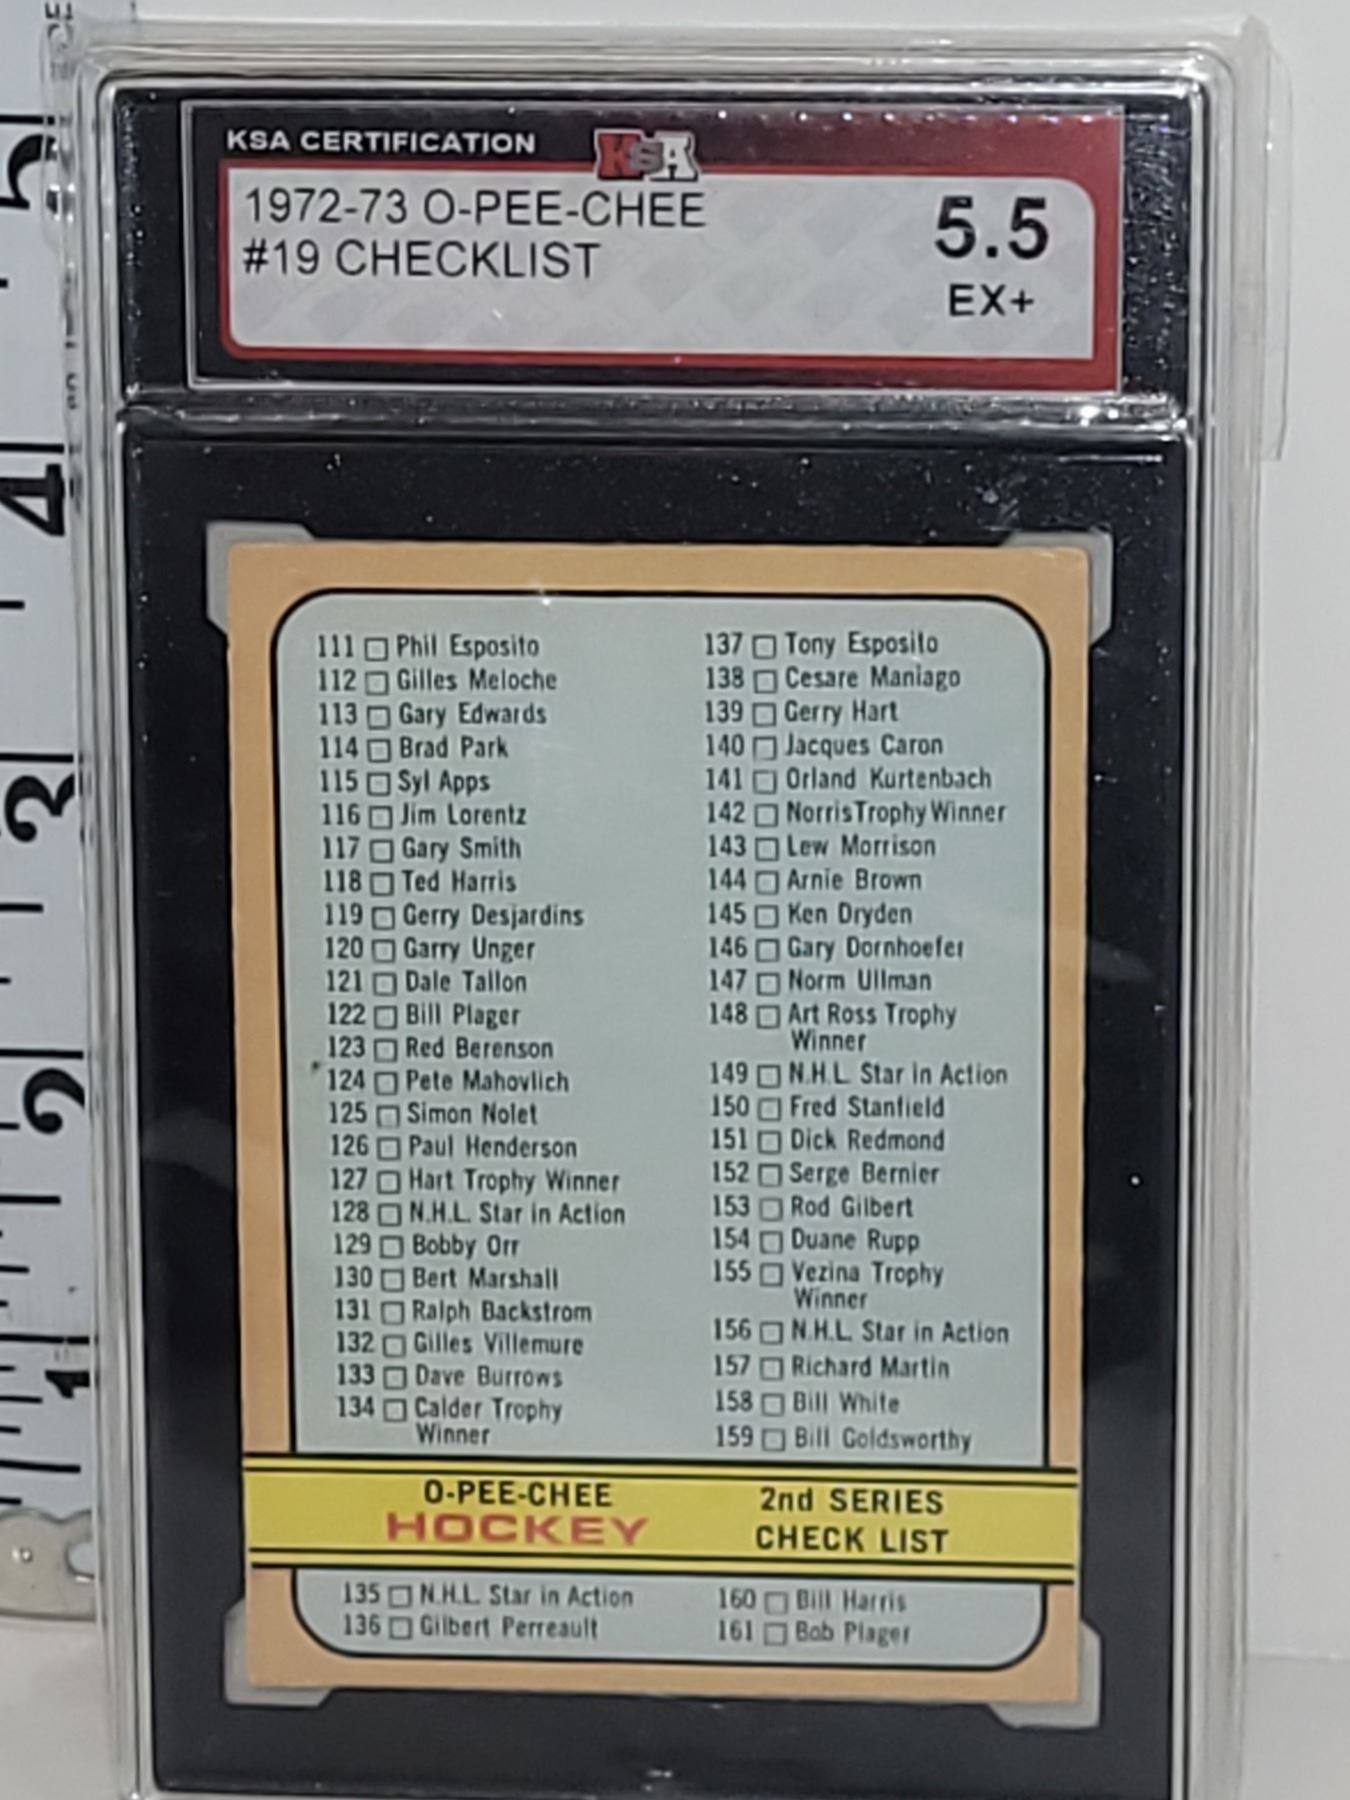 KSA CERTIFICATION
KSA
1972-73 O-PEE-CHEE
#19 CHECKLIST
5.5
EX+
111 Phil Esposito
112 Gilles Meloche
113 Gary Edwards
114 Brad Park
115 Syl Apps
116 Jim Lorentz
117 Gary Smith
118 Ted Harris
119 Gerry Desjardins
120 Garry Unger
121 Dale Tallon
122 Bill Plager
123 Red Berenson
124 Pete Mahovlich
125 Simon Nolet
126 Paul Henderson
127 Hart Trophy Winner
128 N.H.L. Star in Action
129 Bobby Orr
130 Bert Marshall
131 Ralph Backstrom
132 Gilles Villemure
133 Dave Burrows
134 Calder Trophy
Winner
137 Tony Esposito
138 Cesare Maniago
139 Gerry Hart
140 Jacques Caron
141 Orland Kurtenbach
142 Norris Trophy Winner
143 Lew Morrison
144 Arnie Brown
145 Ken Dryden
146 Gary Dornhoefer
147 Norm Ullman
148 Art Ross Trophy
Winner
149 N.H.L. Star in Action
150 Fred Stanfield
151 Dick Redmond
152 Serge Bernier
153 Rod Gilbert
154 Duane Rupp
155 Vezina Trophy
Winner
156 N.H.L. Star in Action
157 Richard Martin
158 Bill White
159 Bill Goldsworthy
O-PEE-CHEE
HOCKEY
2nd SERIES
CHECK LIST
135 N.H.L. Star in Action
136 Gilbert Perreault
160 Bill Harris
161 Bob Plager
5
4
3
2
1